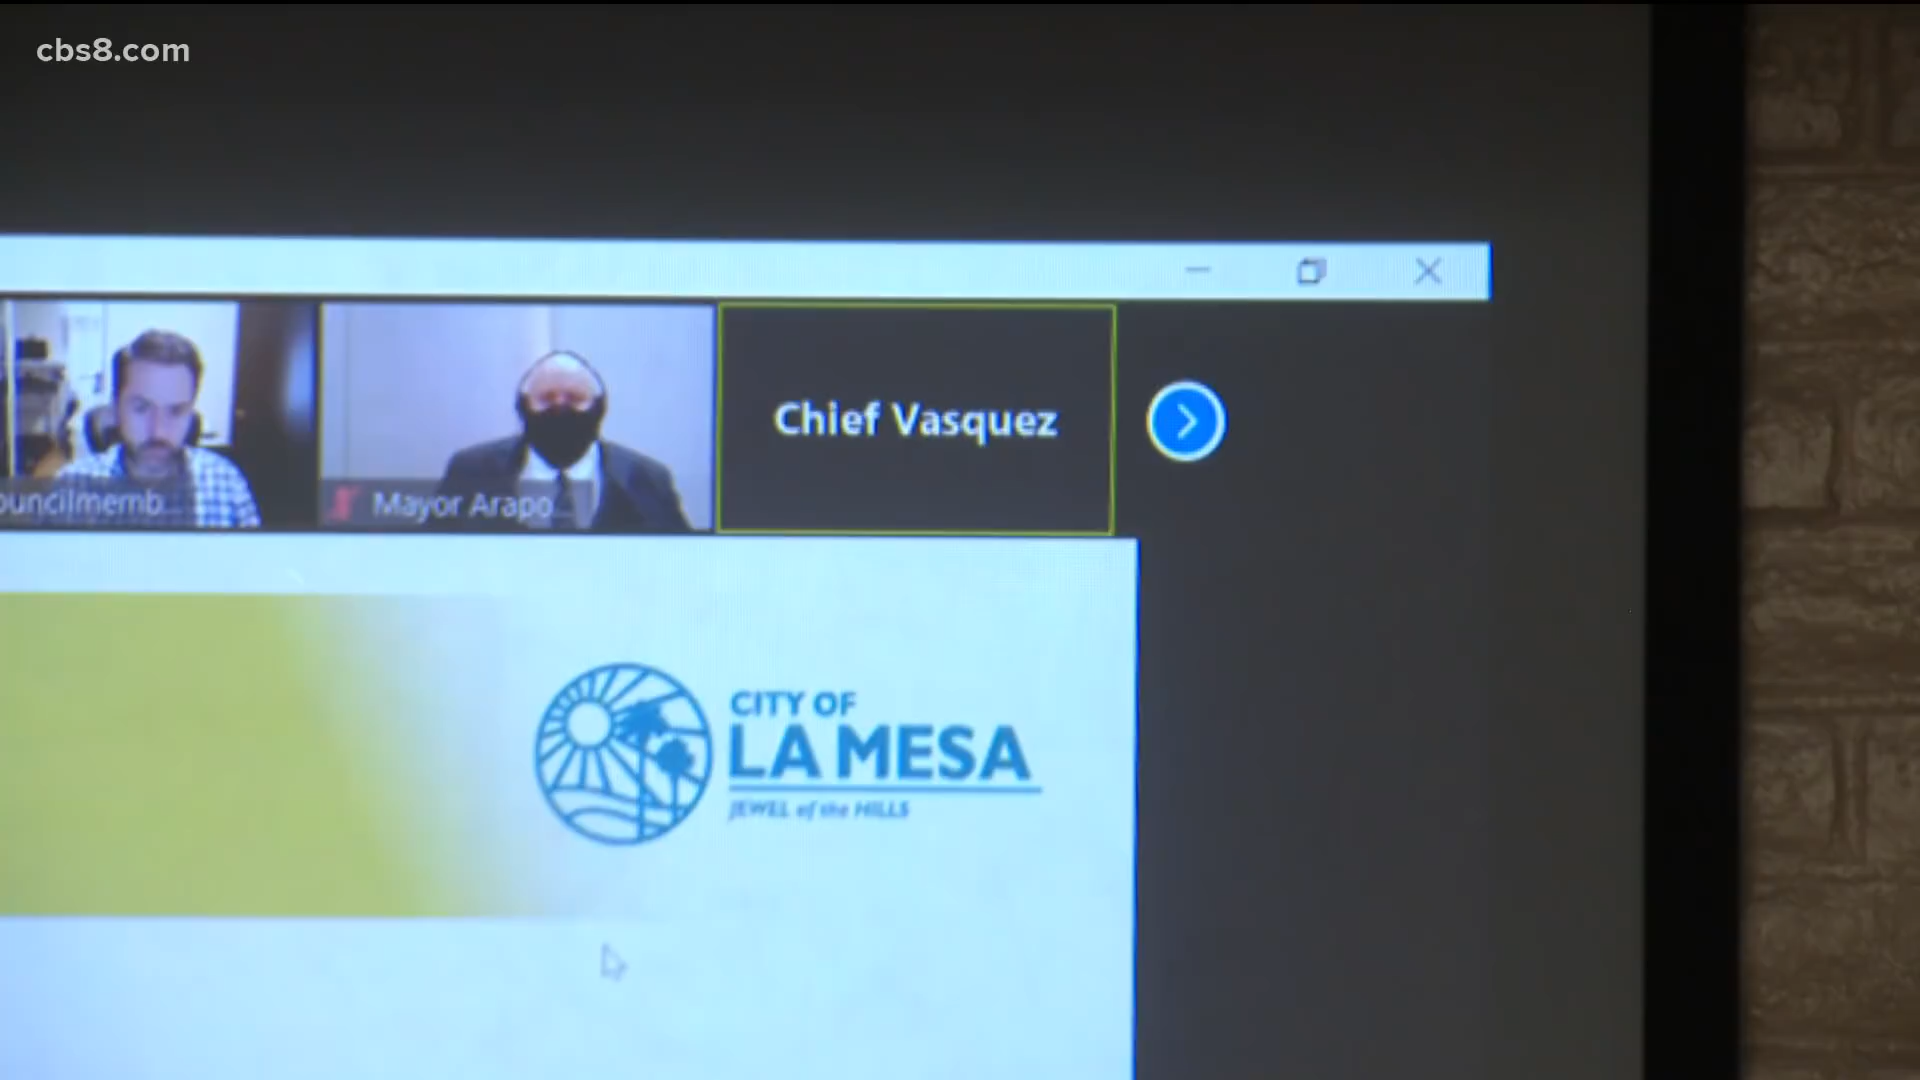 cbs8.com
ouncilmemb
Mayor Arapo
Chief Vasquez
CITY OF
LA MESA
JEWEL of the HILLS